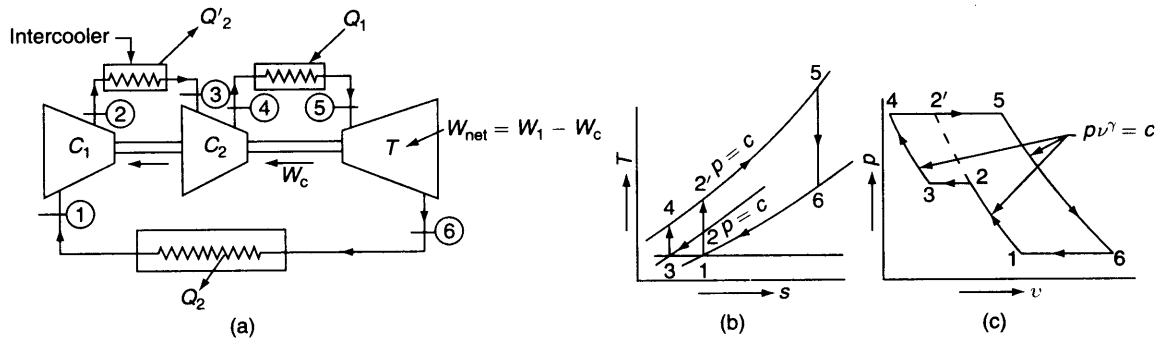 Intercooler
Q'2
Q1
2
3
4
5
C1
C2
T
Wnet = W1 – Wc
Wc
1
6
Q2
(a)
T
5
p = c
2'
4
p = c
2
6
3
1
s
(b)
p
4
2'
5
pvγ = c
3
2
1
6
v
(c)